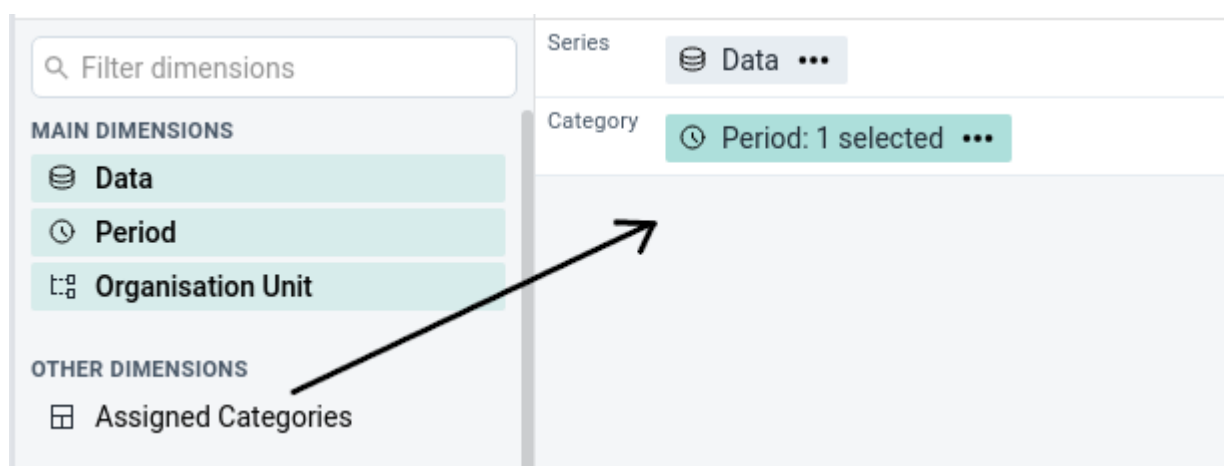 Filter dimensions
MAIN DIMENSIONS
Data
Period
Organisation Unit
OTHER DIMENSIONS
Assigned Categories
Series
Data •••
Category
Period: 1 selected •••